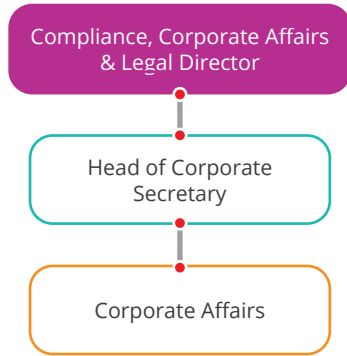 Compliance, Corporate Affairs
& Legal Director
Head of Corporate
Secretary
Corporate Affairs